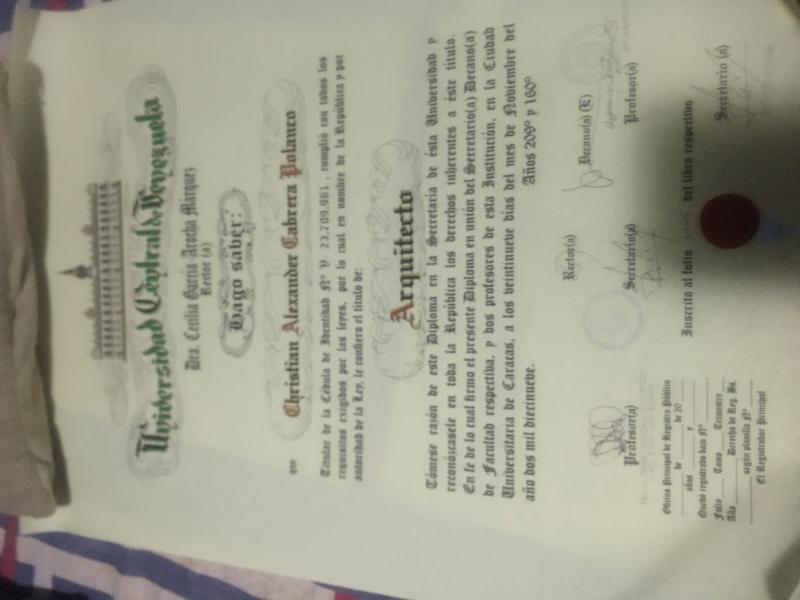 Universidad Central de Venezuela
Dra. Cecilia García Arocha Márquez
Rector (a)
Hago saber:
que
Christian Alexander Cabrera Polanco
Titular de la Cédula de Identidad Nº V- 23.709.961, cumplió con todos los
requisitos exigidos por las leyes, por lo cual en nombre de la República y por
autoridad de la Ley, le confiero el título de:
Arquitecto
Tómese razón de este Diploma en la Secretaría de ésta Universidad y
reconózcasele en toda la República los derechos inherentes a éste título.
En fe de lo cual firmo el presente Diploma en unión del Secretario(a) Decano(a)
de Facultad respectiva, y dos profesores de esta Institución, en la Ciudad
Universitaria de Caracas, a los veintinueve días del mes de Noviembre del
año dos mil diecinueve.
Años 209º y 160º
Rector(a)
Decano(a) (E)
Profesor(a)
Secretario(a)
Profesor(a)
Oficina Principal de Registro Público
de de 20
años y
Quedó registrado bajo Nº
Folio Tomo Trimestre
Año Derecho de Reg. Bs.
según planilla Nº
El Registrador Principal
Inscrito al folio del libro respectivo
Secretario (a)